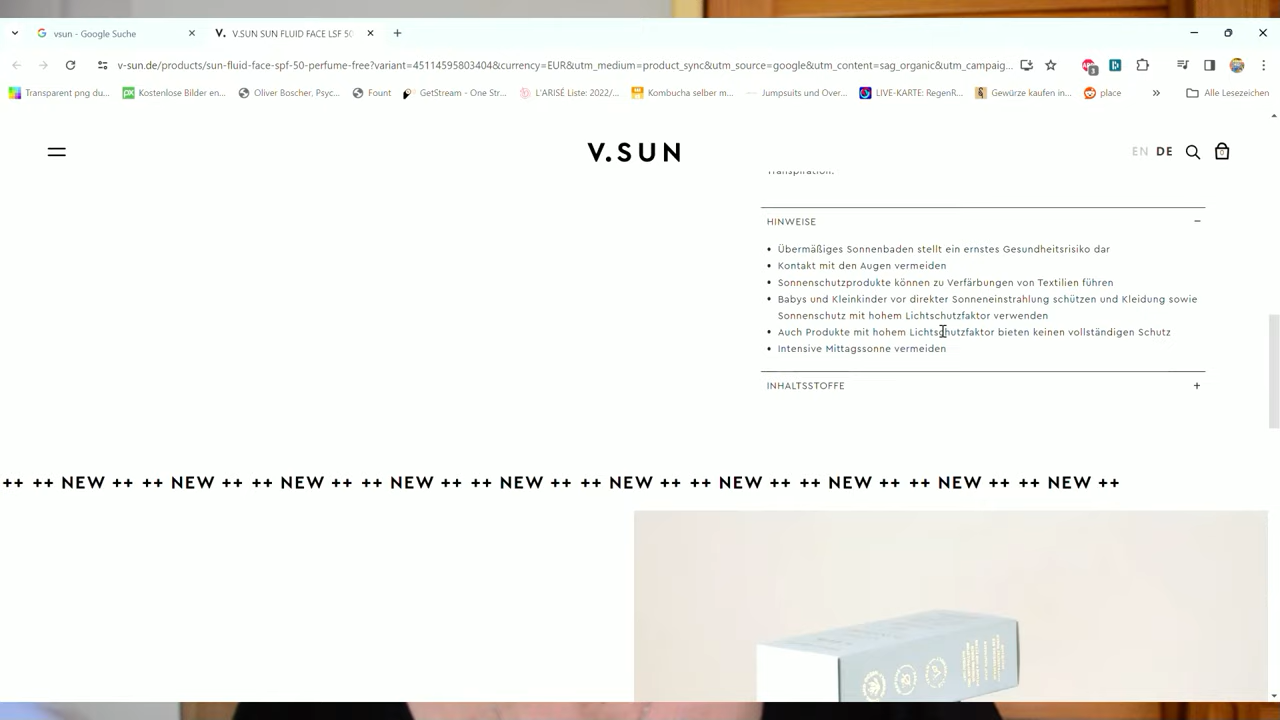 vsun - Google Suche
V.SUN SUN FLUID FACE LSF 50
v-sun.de/products/sun-fluid-face-spf-50-perfume-free?variant=45114595803404&currency=EUR&utm_medium=product_sync&utm_source=google&utm_content=sag_organic&utm_campaig...
Transparent png du... Kostenlose Bilder en... Oliver Boscher, Psyc... Fount GetStream - One Str... L'ARISÉ Liste: 2022/... Kombucha selber m... Jumpsuits und Over... LIVE-KARTE: RegenR... Gewürze kaufen in... place » Alle Lesezeichen
V.SUN
EN DE
Transpiration.
HINWEISE
• Übermäßiges Sonnenbaden stellt ein ernstes Gesundheitsrisiko dar
• Kontakt mit den Augen vermeiden
• Sonnenschutzprodukte können zu Verfärbungen von Textilien führen
• Babys und Kleinkinder vor direkter Sonneneinstrahlung schützen und Kleidung sowie
Sonnenschutz mit hohem Lichtschutzfaktor verwenden
• Auch Produkte mit hohem Lichtschutzfaktor bieten keinen vollständigen Schutz
• Intensive Mittagssonne vermeiden
INHALTSSTOFFE
++ ++ NEW ++ ++ NEW ++ ++ NEW ++ ++ NEW ++ ++ NEW ++ ++ NEW ++ ++ NEW ++ ++ NEW ++ ++ NEW ++ ++ NEW ++